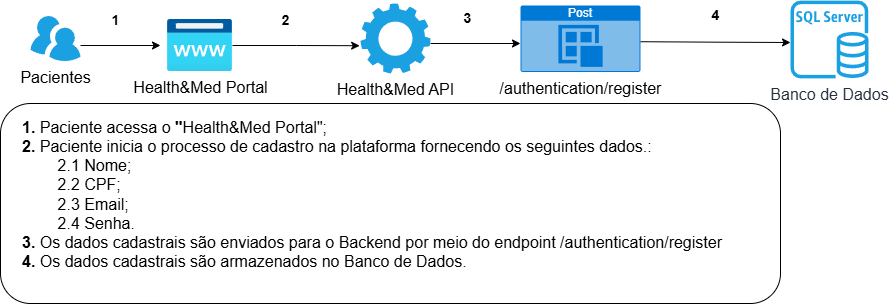 1 2 3 Post 4 SQL Server
www
Pacientes Health&Med Portal Health&Med API /authentication/register Banco de Dados
1. Paciente acessa o "Health&Med Portal";
2. Paciente inicia o processo de cadastro na plataforma fornecendo os seguintes dados.:
2.1 Nome;
2.2 CPF;
2.3 Email;
2.4 Senha.
3. Os dados cadastrais são enviados para o Backend por meio do endpoint /authentication/register
4. Os dados cadastrais são armazenados no Banco de Dados.